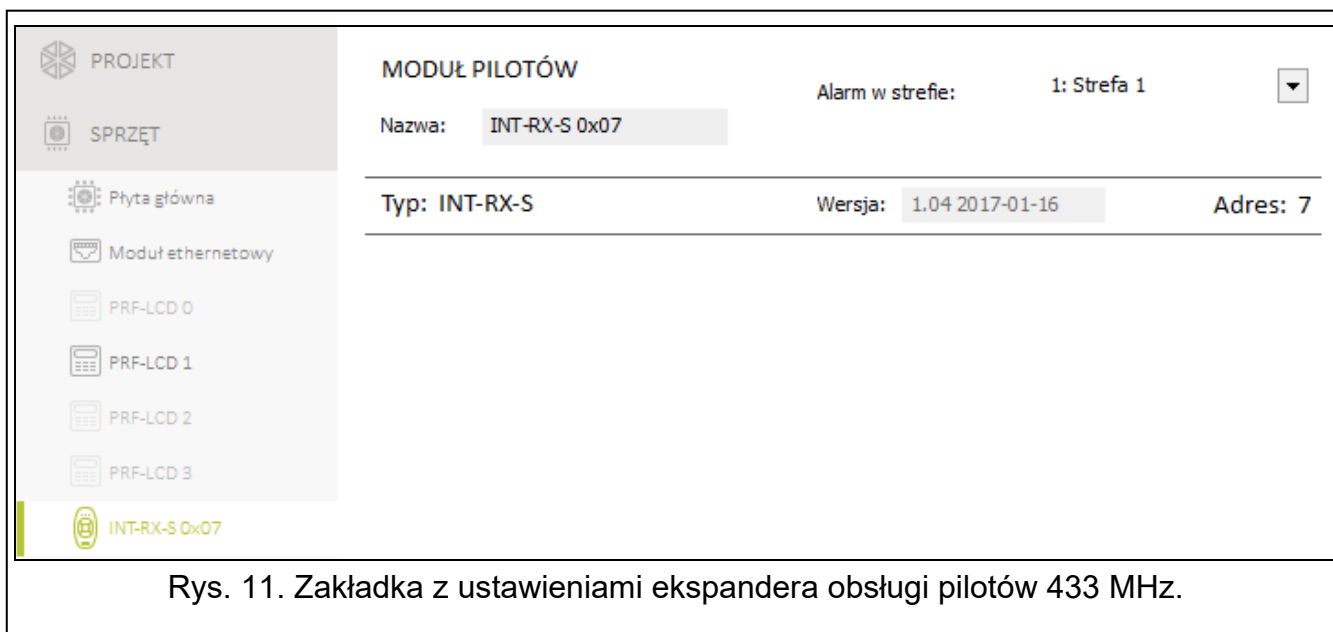 PROJEKT
SPRZĘT
Płyta główna
Moduł ethernetowy
PRF-LCD 0
PRF-LCD 1
PRF-LCD 2
PRF-LCD 3
INT-RX-S 0x07
MODUŁ PILOTÓW
Alarm w strefie: 1: Strefa 1
Nazwa: INT-RX-S 0x07
Typ: INT-RX-S Wersja: 1.04 2017-01-16 Adres: 7
Rys. 11. Zakładka z ustawieniami ekspandera obsługi pilotów 433 MHz.